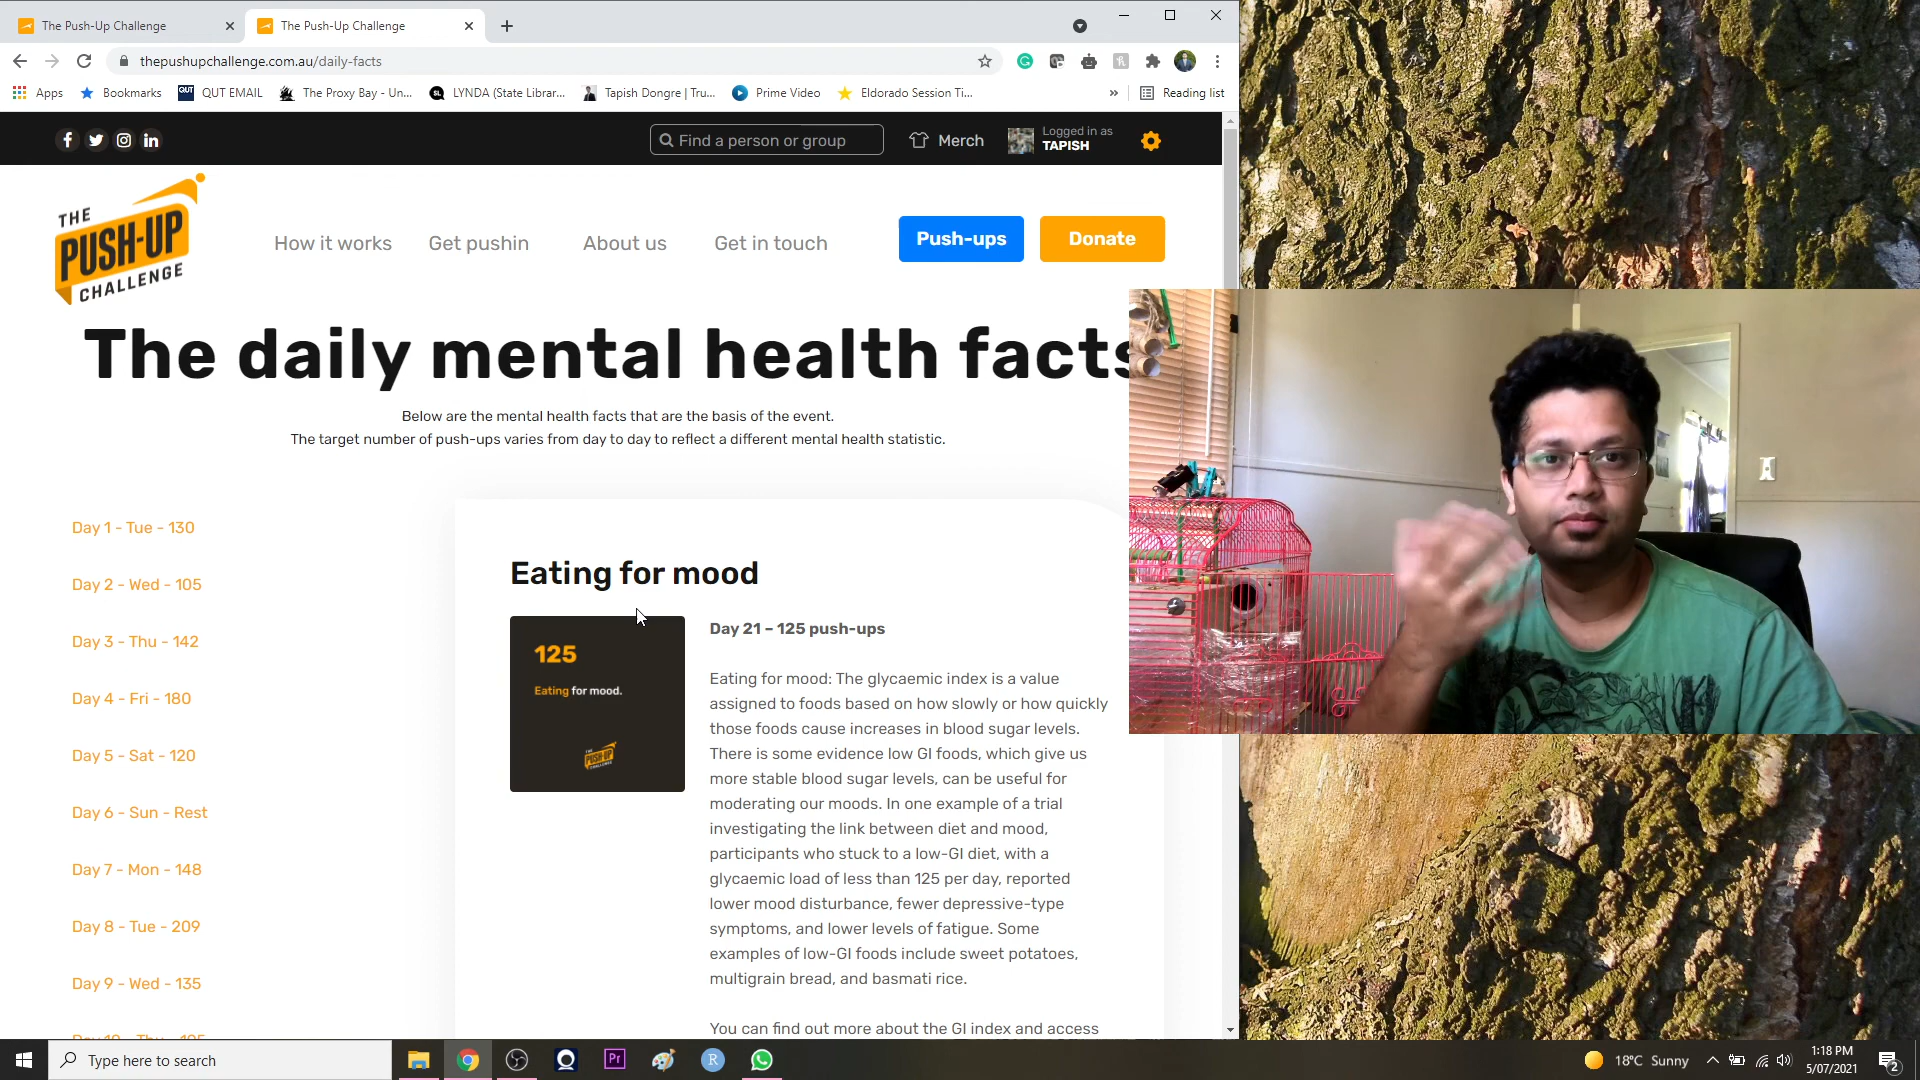 The Push-Up Challenge
The Push-Up Challenge
thepushupchallenge.com.au/daily-facts
Apps
Bookmarks
QUT QUT EMAIL
The Proxy Bay - Un...
SL LYNDA (State Librar...
Tapish Dongre | Tru...
Prime Video
Eldorado Session Ti...
»
Reading list
Find a person or group
Merch
Logged in as
TAPISH
THE
PUSH-UP
CHALLENGE
How it works
Get pushin
About us
Get in touch
Push-ups
Donate
The daily mental health facts
Below are the mental health facts that are the basis of the event.
The target number of push-ups varies from day to day to reflect a different mental health statistic.
Day 1 - Tue - 130
Day 2 - Wed - 105
Day 3 - Thu - 142
Day 4 - Fri - 180
Day 5 - Sat - 120
Day 6 - Sun - Rest
Day 7 - Mon - 148
Day 8 - Tue - 209
Day 9 - Wed - 135
Eating for mood
125
Eating for mood.
THE
PUSH-UP
CHALLENGE
Day 21 – 125 push-ups
Eating for mood: The glycaemic index is a value
assigned to foods based on how slowly or how quickly
those foods cause increases in blood sugar levels.
There is some evidence low GI foods, which give us
more stable blood sugar levels, can be useful for
moderating our moods. In one example of a trial
investigating the link between diet and mood,
participants who stuck to a low-GI diet, with a
glycaemic load of less than 125 per day, reported
lower mood disturbance, fewer depressive-type
symptoms, and lower levels of fatigue. Some
examples of low-GI foods include sweet potatoes,
multigrain bread, and basmati rice.
You can find out more about the GI index and access
Type here to search
Pr
R
18°C Sunny
1:18 PM
5/07/2021
2